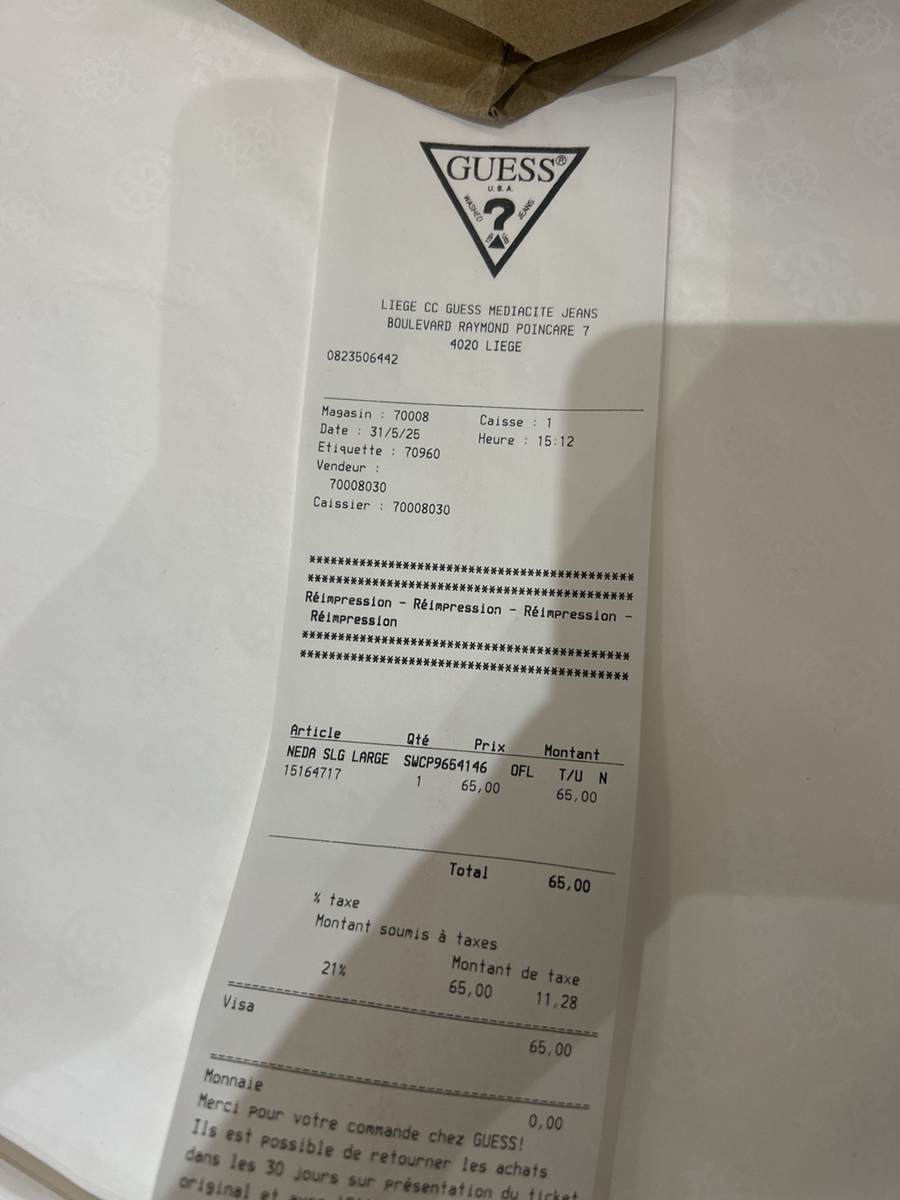 GUESS®
U.S.A.
WASHED ? JEANS
LIEGE CC GUESS MEDIACITE JEANS
BOULEVARD RAYMOND POINCARE 7
4020 LIEGE
0823506442
Magasin : 70008 Caisse : 1
Date : 31/5/25 Heure : 15:12
Etiquette : 70960
Vendeur :
70008030
Caissier : 70008030
*********************************************
*********************************************
Réimpression - Réimpression - Réimpression -
Réimpression
*********************************************
*********************************************
Article Qté Prix Montant
NEDA SLG LARGE SWCP9654146 OFL T/U N
15164717 1 65,00 65,00
Total 65,00
% taxe
Montant soumis à taxes
Montant de taxe
21% 65,00 11,28
Visa
65,00
Monnaie
0,00
Merci pour votre commande chez GUESS!
Ils est possible de retourner les achats
dans les 30 jours sur présentation du ticket
original et